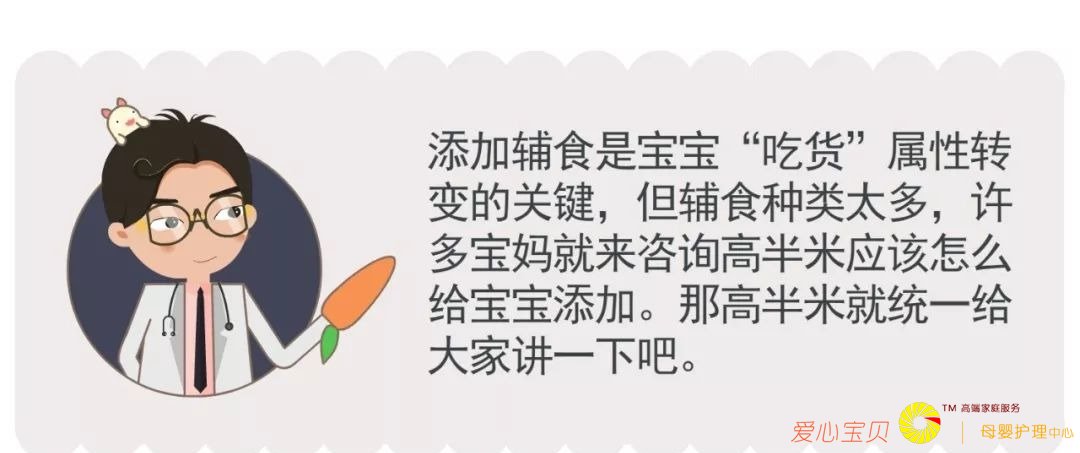 添加辅食是宝宝“吃货”属性转
变的关键，但辅食种类太多，许
多宝妈就来咨询高半米应该怎么
给宝宝添加。那高半米就统一给
大家讲一下吧。
爱心宝贝
TM 高端家庭服务
母婴护理中心